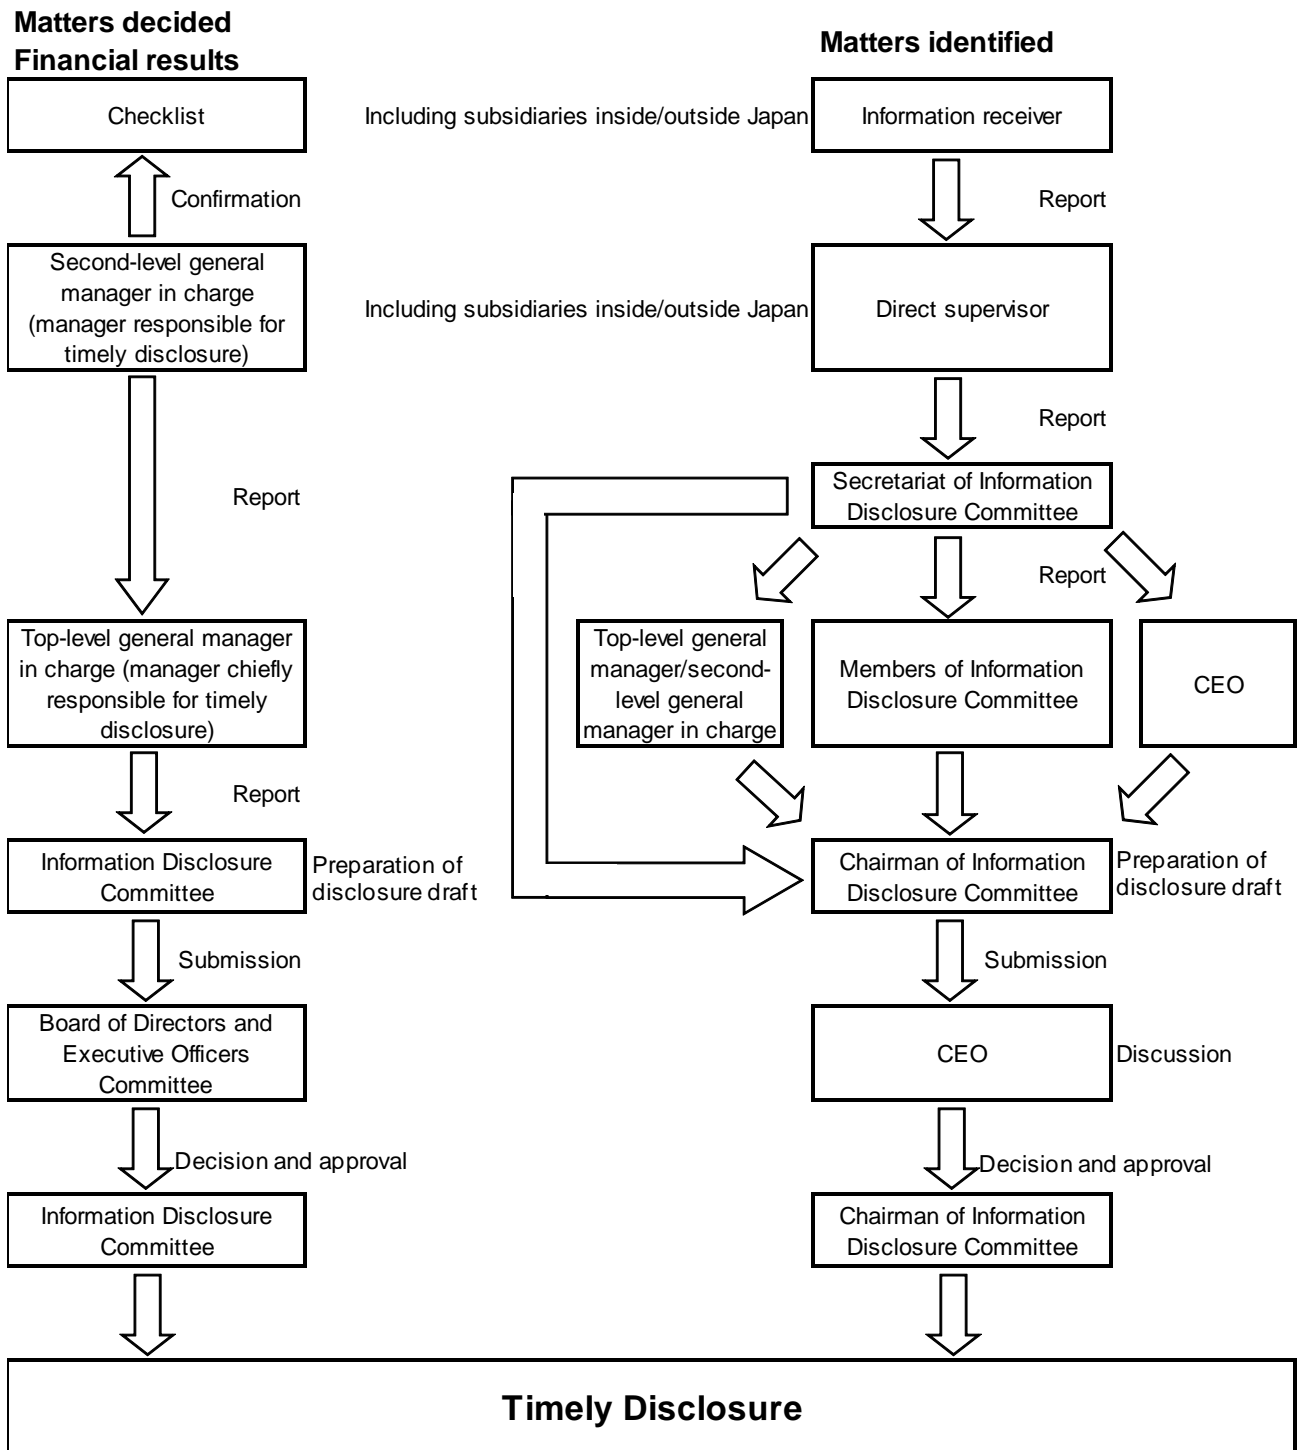 Matters decided
Financial results
Matters identified
Checklist
Including subsidiaries inside/outside Japan
Information receiver
Confirmation
Report
Second-level general
manager in charge
(manager responsible for
timely disclosure)
Including subsidiaries inside/outside Japan
Direct supervisor
Report
Report
Secretariat of Information
Disclosure Committee
Report
Top-level general manager
in charge (manager chiefly
responsible for timely
disclosure)
Top-level general
manager/second-
level general
manager in charge
Members of Information
Disclosure Committee
CEO
Report
Information Disclosure
Committee
Preparation of
disclosure draft
Chairman of Information
Disclosure Committee
Preparation of
disclosure draft
Submission
Submission
Board of Directors and
Executive Officers
Committee
CEO
Discussion
Decision and approval
Decision and approval
Information Disclosure
Committee
Chairman of Information
Disclosure Committee
Timely Disclosure